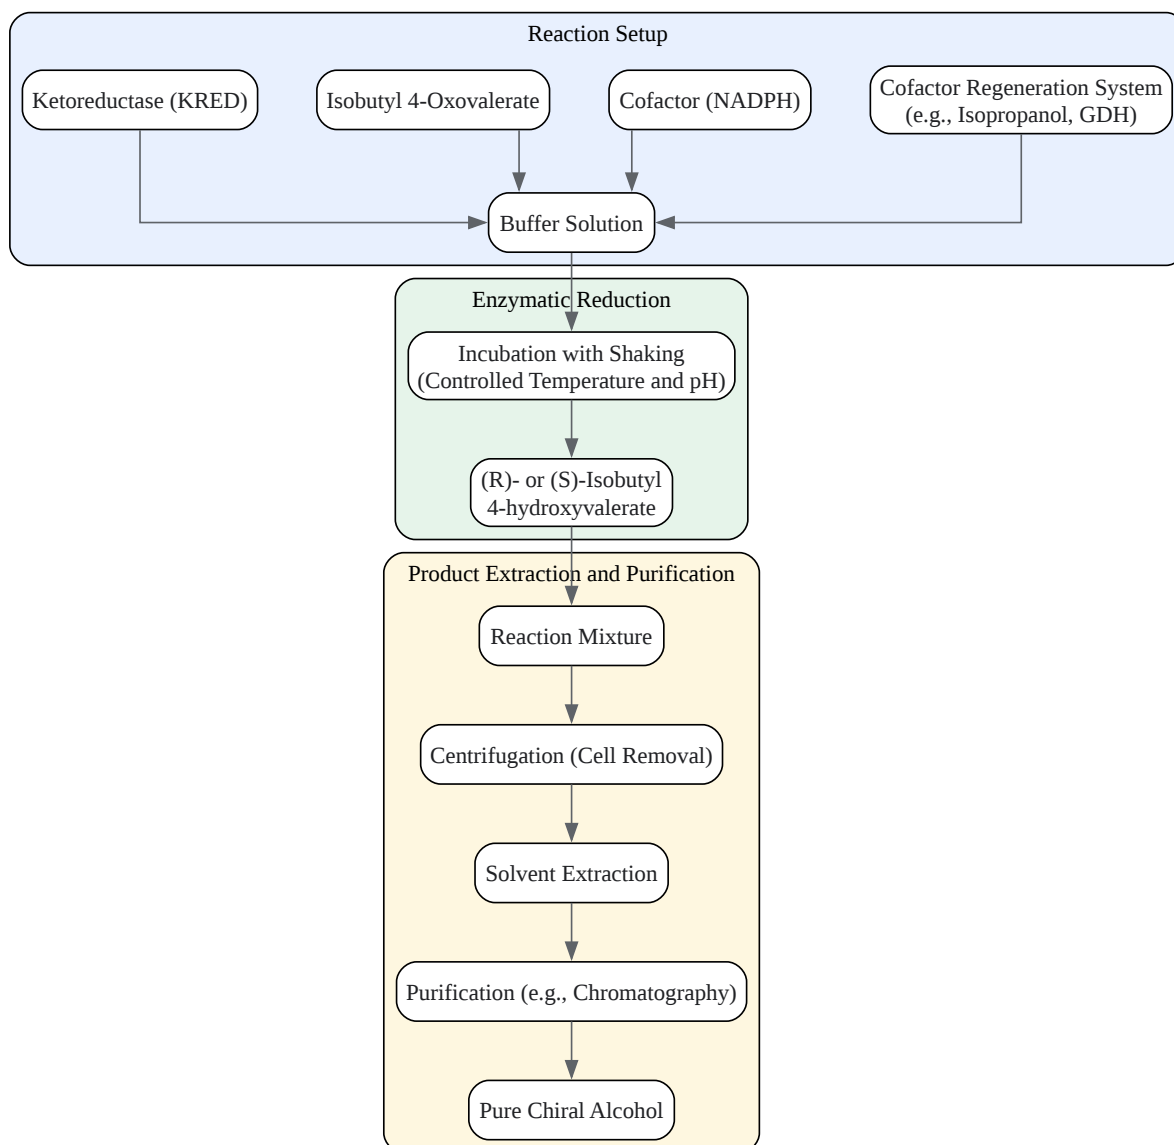 Reaction Setup
Ketoreductase (KRED)
Isobutyl 4-Oxovalerate
Cofactor (NADPH)
Cofactor Regeneration System
(e.g., Isopropanol, GDH)
Buffer Solution
Enzymatic Reduction
Incubation with Shaking
(Controlled Temperature and pH)
(R)- or (S)-Isobutyl
4-hydroxyvalerate
Product Extraction and Purification
Reaction Mixture
Centrifugation (Cell Removal)
Solvent Extraction
Purification (e.g., Chromatography)
Pure Chiral Alcohol